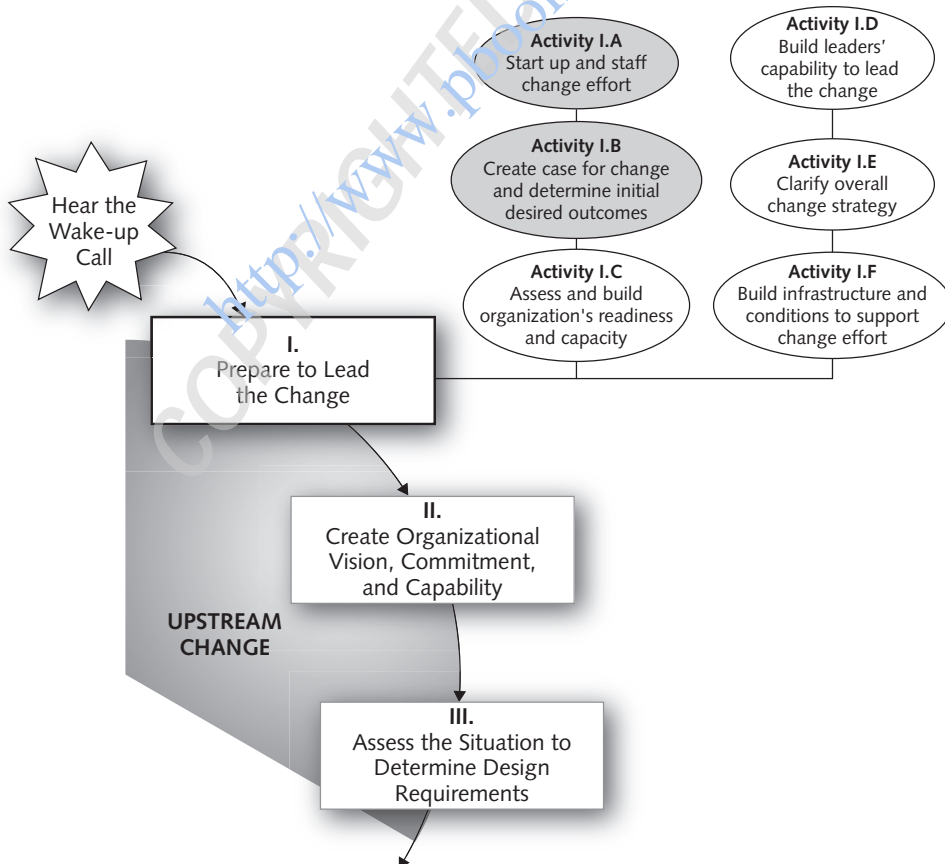 Activity I.A
Start up and staff
change effort
Activity I.B
Create case for change
and determine initial
desired outcomes
Activity I.C
Assess and build
organization's readiness
and capacity
Activity I.D
Build leaders'
capability to lead
the change
Activity I.E
Clarify overall
change strategy
Activity I.F
Build infrastructure and
conditions to support
change effort
Hear the
Wake-up
Call
I.
Prepare to Lead
the Change
II.
Create Organizational
Vision, Commitment,
and Capability
UPSTREAM
CHANGE
III.
Assess the Situation to
Determine Design
Requirements